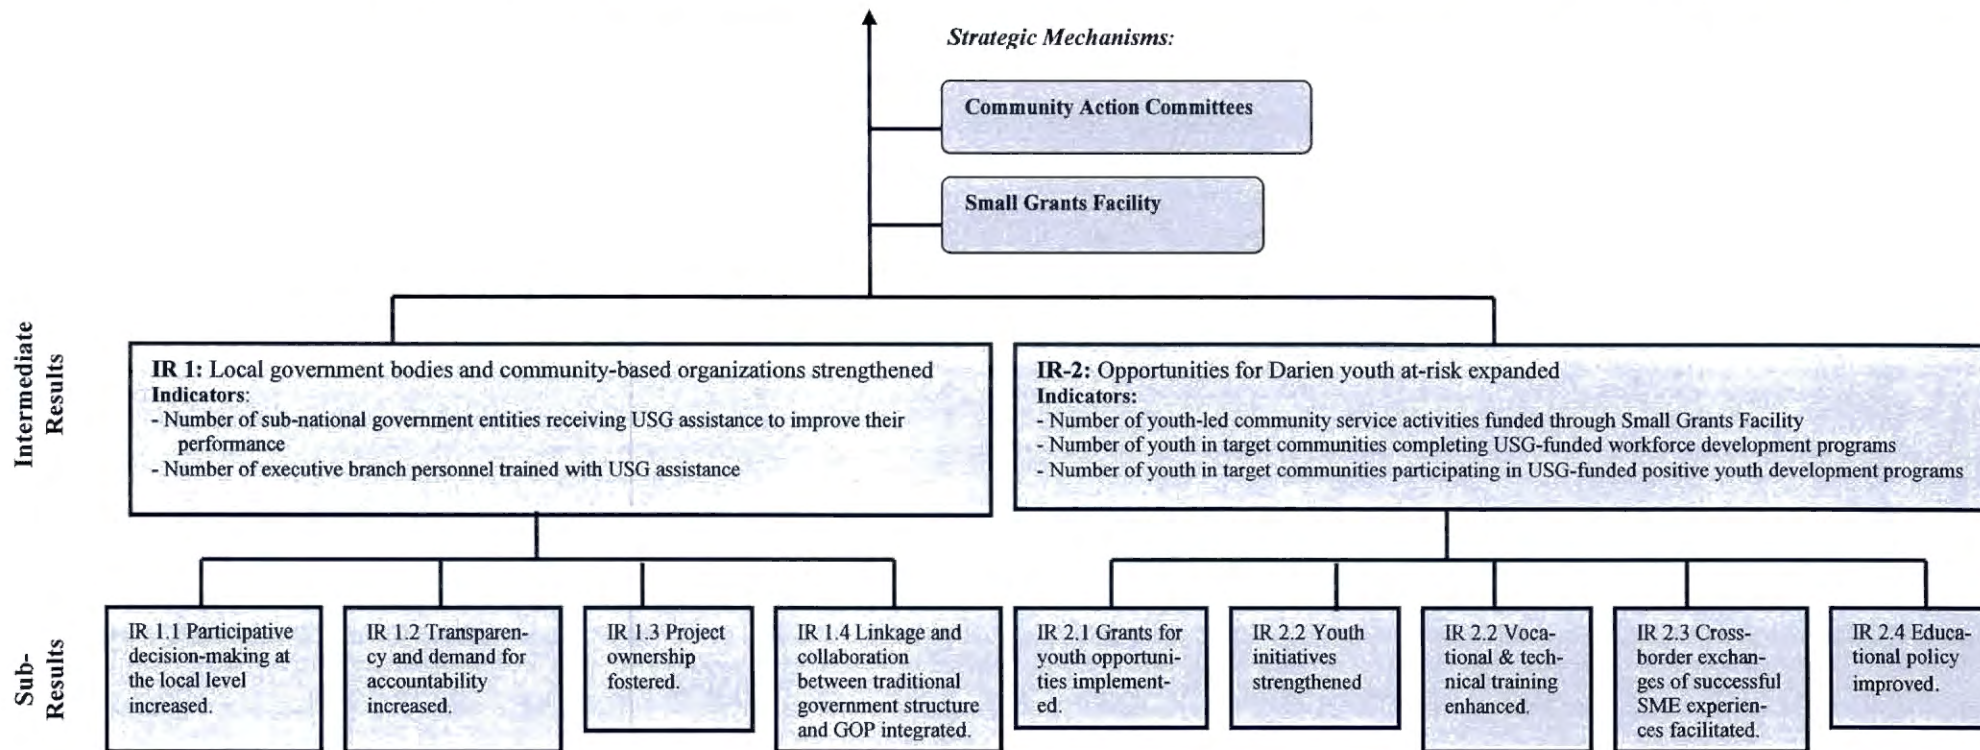 Strategic Mechanisms:
Community Action Committees
Small Grants Facility
Intermediate
Results
IR 1: Local government bodies and community-based organizations strengthened
Indicators:
- Number of sub-national government entities receiving USG assistance to improve their
performance
- Number of executive branch personnel trained with USG assistance
IR-2: Opportunities for Darien youth at-risk expanded
Indicators:
- Number of youth-led community service activities funded through Small Grants Facility
- Number of youth in target communities completing USG-funded workforce development programs
- Number of youth in target communities participating in USG-funded positive youth development programs
Sub-
Results
IR 1.1 Participative
decision-making at
the local level
increased.
IR 1.2 Transparen-
cy and demand for
accountability
increased.
IR 1.3 Project
ownership
fostered.
IR 1.4 Linkage and
collaboration
between traditional
government structure
and GOP integrated.
IR 2.1 Grants for
youth opportuni-
ties implement-
ed.
IR 2.2 Youth
initiatives
strengthened
IR 2.2 Voca-
tional & tech-
nical training
enhanced.
IR 2.3 Cross-
border exchan-
ges of successful
SME experien-
ces facilitated.
IR 2.4 Educa-
tional policy
improved.